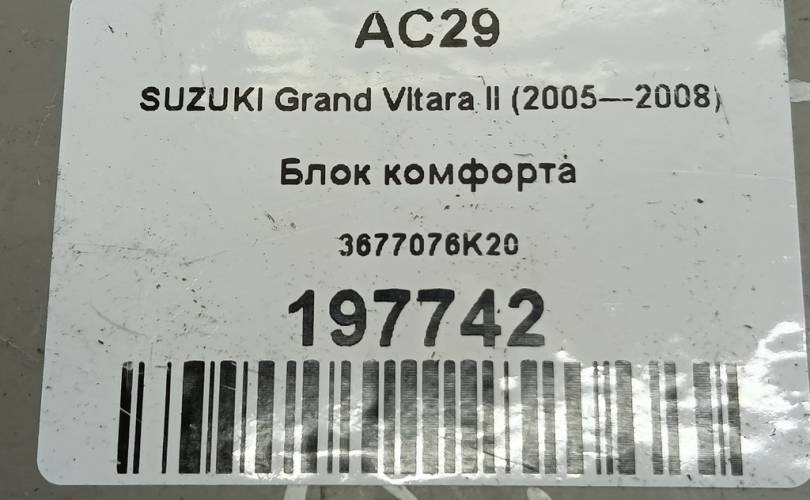 AC29
SUZUKI Grand Vitara II (2005—2008)
Блок комфорта
3677076K20
197742